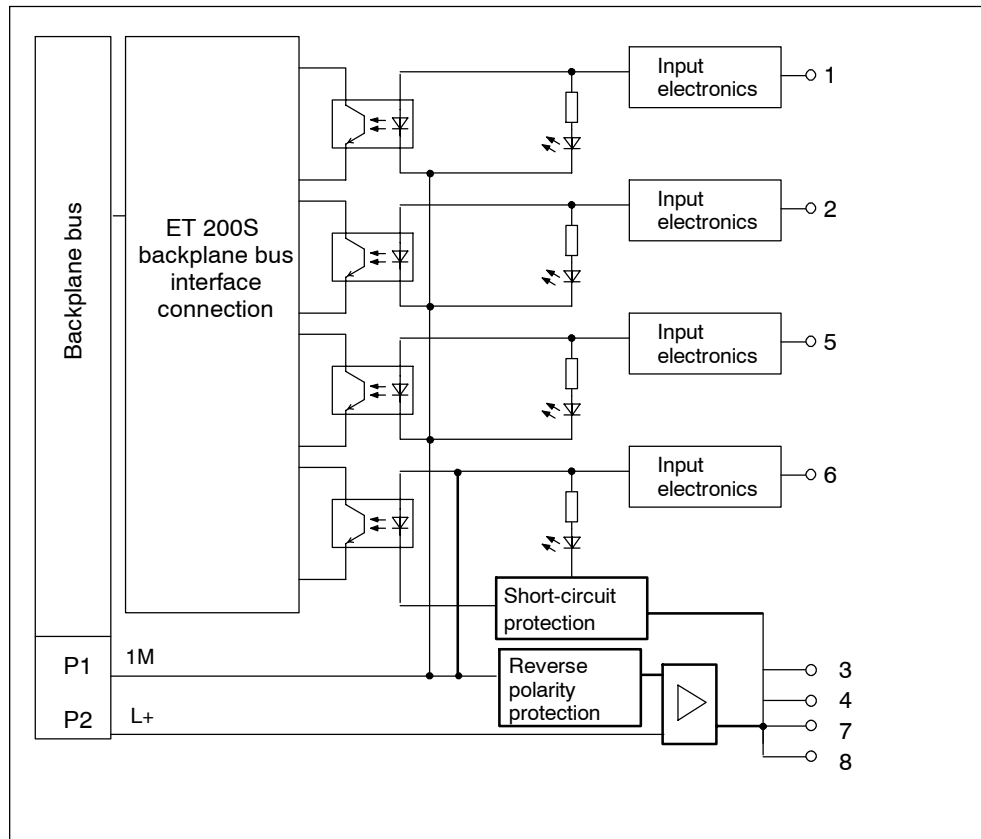 Backplane bus
ET 200S
backplane bus
interface
connection
Input
electronics
1
Input
electronics
2
Input
electronics
5
Input
electronics
6
Short-circuit
protection
P1
1M
Reverse
polarity
protection
3
4
P2
L+
7
8